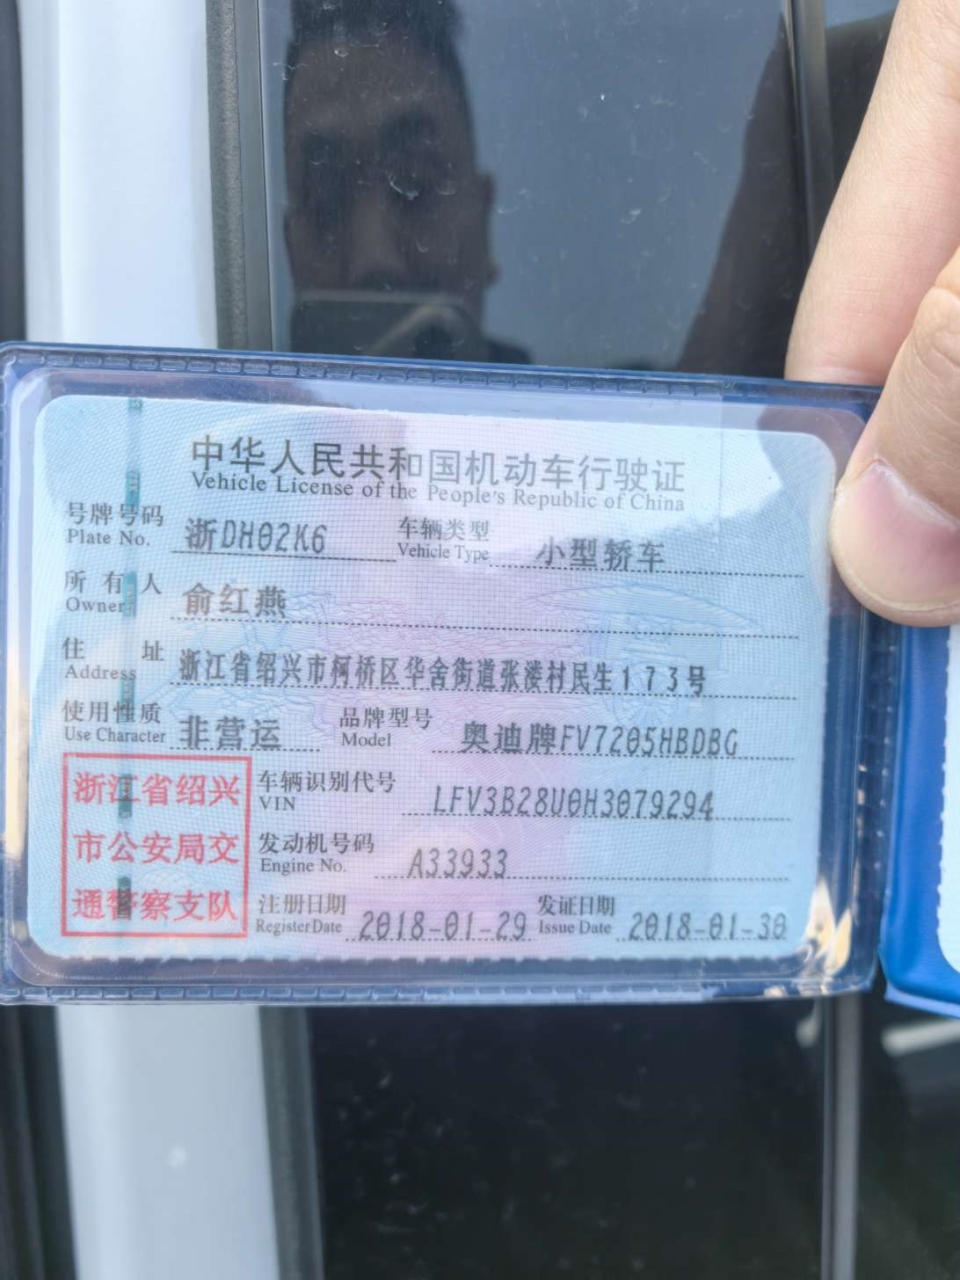 中华人民共和国机动车行驶证
Vehicle License of the People's Republic of China
号牌号码 浙DH02K6 车辆类型 小型轿车
Plate No. Vehicle Type
所有人 俞红燕
Owner
住址 浙江省绍兴市柯桥区华舍街道张溇村民生173号
Address
使用性质 非营运 品牌型号 奥迪牌FV7205HBDBG
Use Character Model
浙江省绍兴
市公安局交
通警察支队
车辆识别代号 LFV3B28U0H3079294
VIN
发动机号码 A33933
Engine No.
注册日期 2018-01-29 发证日期 2018-01-30
Register Date Issue Date